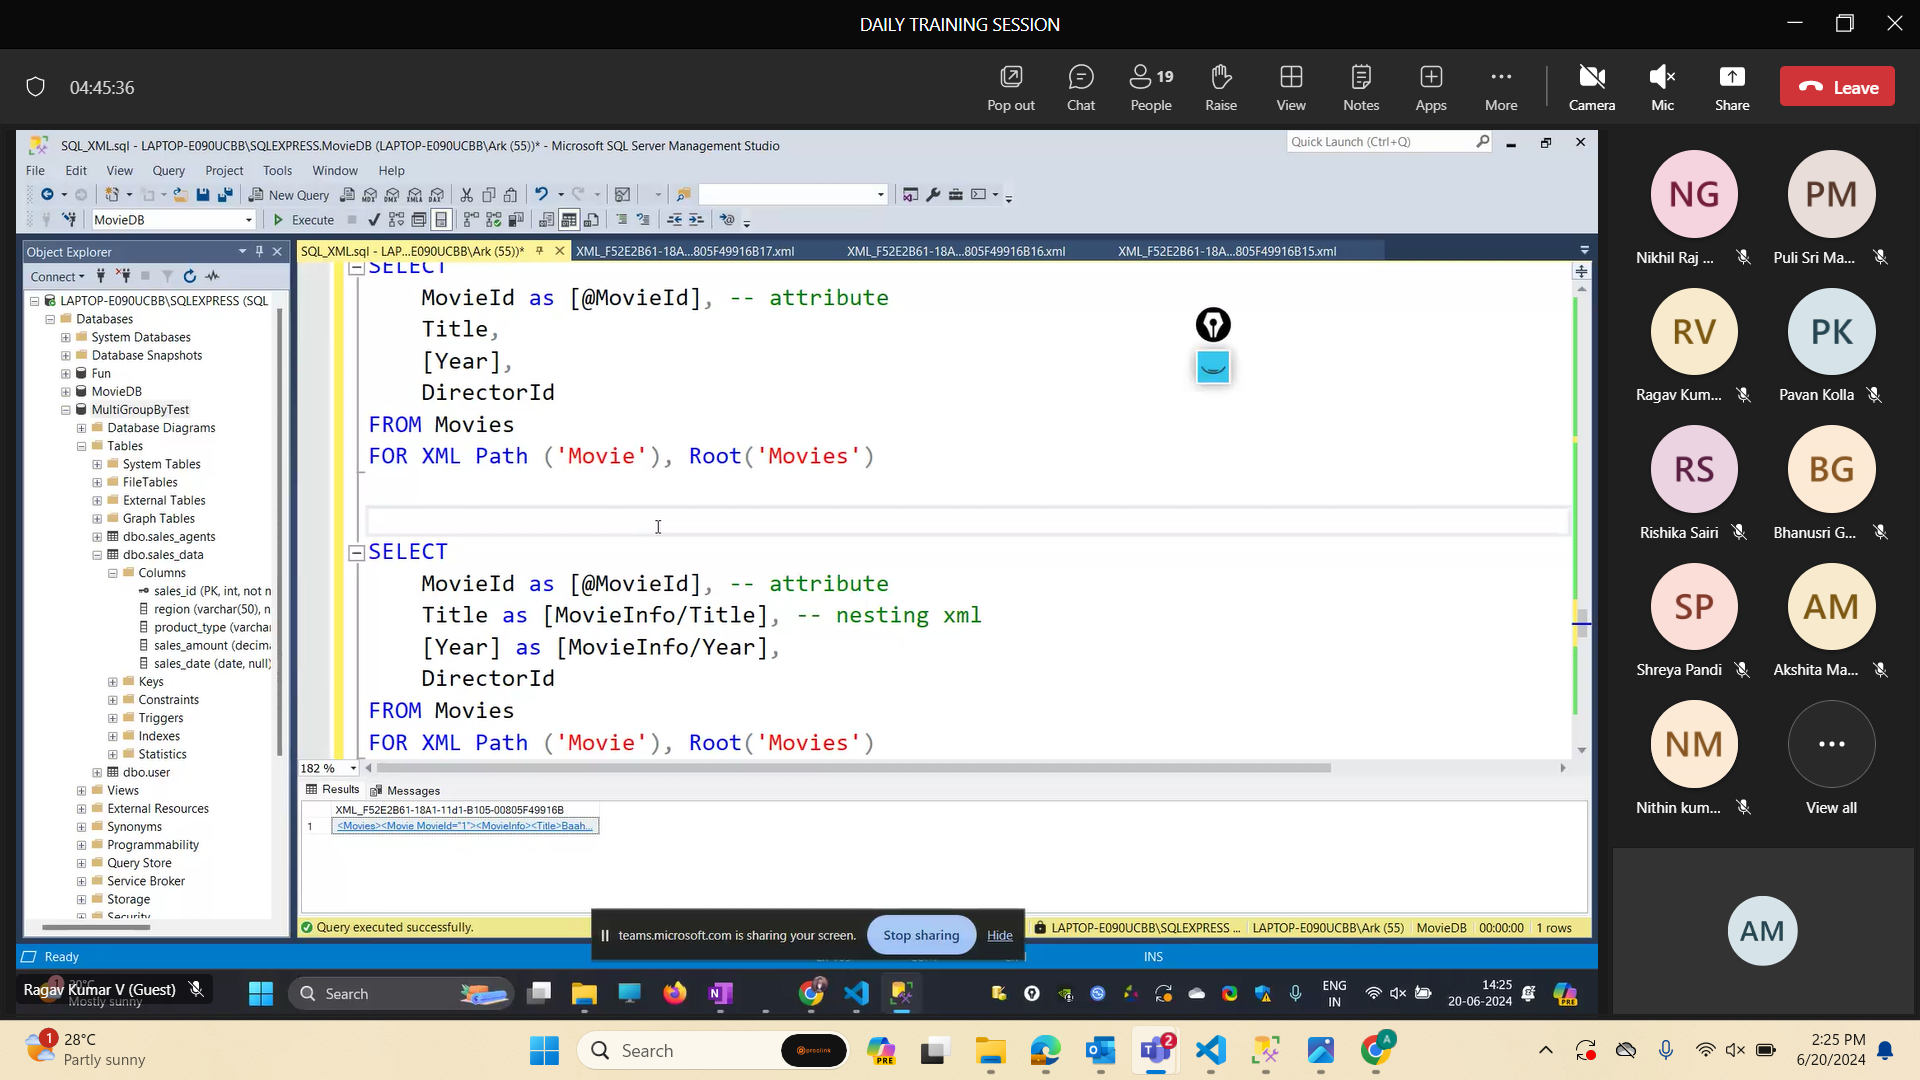 DAILY TRAINING SESSION
04:45:36
Pop out
Chat
19
People
Raise
View
Notes
Apps
More
Camera
Mic
Share
Leave
SQL_XML.sql - LAPTOP-E090UCBB\SQLEXPRESS.MovieDB (LAPTOP-E090UCBB\Ark (55))* - Microsoft SQL Server Management Studio
Quick Launch (Ctrl+Q)
File Edit View Query Project Tools Window Help
New Query
MovieDB
Execute
Object Explorer
SQL_XML.sql - LAP...E090UCBB\Ark (55))*
XML_F52E2B61-18A...805F49916B17.xml
XML_F52E2B61-18A...805F49916B16.xml
XML_F52E2B61-18A...805F49916B15.xml
Connect
LAPTOP-E090UCBB\SQLEXPRESS (SQL
Databases
System Databases
Database Snapshots
Fun
MovieDB
MultiGroupByTest
Database Diagrams
Tables
System Tables
FileTables
External Tables
Graph Tables
dbo.sales_agents
dbo.sales_data
Columns
sales_id (PK, int, not n
region (varchar(50), n
product_type (varchar
sales_amount (decima
sales_date (date, null)
Keys
Constraints
Triggers
Indexes
Statistics
dbo.user
Views
External Resources
Synonyms
Programmability
Query Store
Service Broker
Storage
Security
SELECT
MovieId as [@MovieId], -- attribute
Title,
[Year],
DirectorId
FROM Movies
FOR XML Path ('Movie'), Root('Movies')
SELECT
MovieId as [@MovieId], -- attribute
Title as [MovieInfo/Title], -- nesting xml
[Year] as [MovieInfo/Year],
DirectorId
FROM Movies
FOR XML Path ('Movie'), Root('Movies')
182 %
Results Messages
XML_F52E2B61-18A1-11d1-B105-00805F49916B
1 <Movies><Movie MovieId="1"><MovieInfo><Title>Baah...
Query executed successfully.
LAPTOP-E090UCBB\SQLEXPRESS ... LAPTOP-E090UCBB\Ark (55) MovieDB 00:00:00 1 rows
teams.microsoft.com is sharing your screen.
Stop sharing
Hide
Ready
INS
Ragav Kumar V (Guest)
Mostly sunny
Search
ENG
IN
14:25
20-06-2024
NG
Nikhil Raj ...
PM
Puli Sri Ma...
RV
Ragav Kum...
PK
Pavan Kolla
RS
Rishika Sairi
BG
Bhanusri G...
SP
Shreya Pandi
AM
Akshita Ma...
NM
Nithin kum...
View all
AM
1
28°C
Partly sunny
Search
proclink
PRE
2
A
2:25 PM
6/20/2024